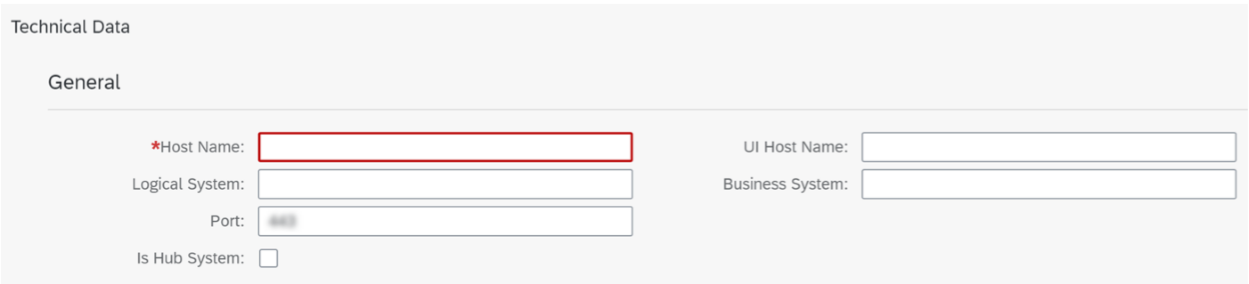 Technical Data
General
*Host Name:
UI Host Name:
Logical System:
Business System:
Port:
Is Hub System: